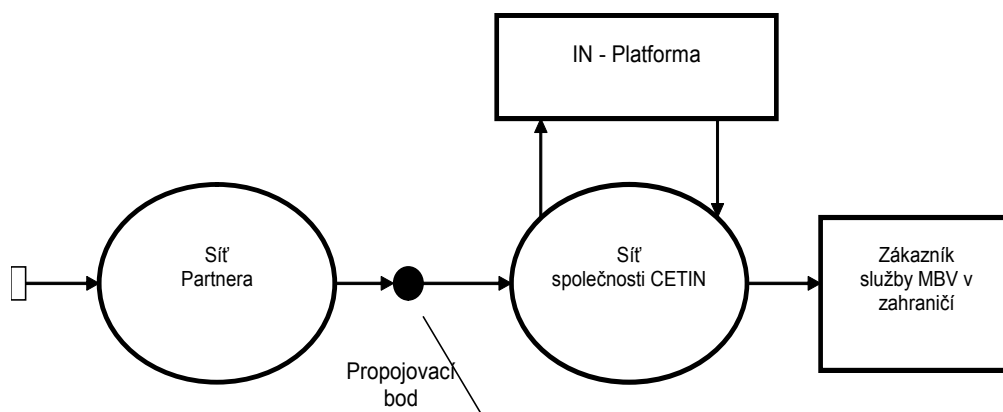 IN - Platforma
Síť
Partnera
Síť
společnosti CETIN
Zákazník
služby MBV v
zahraničí
Propojovací
bod